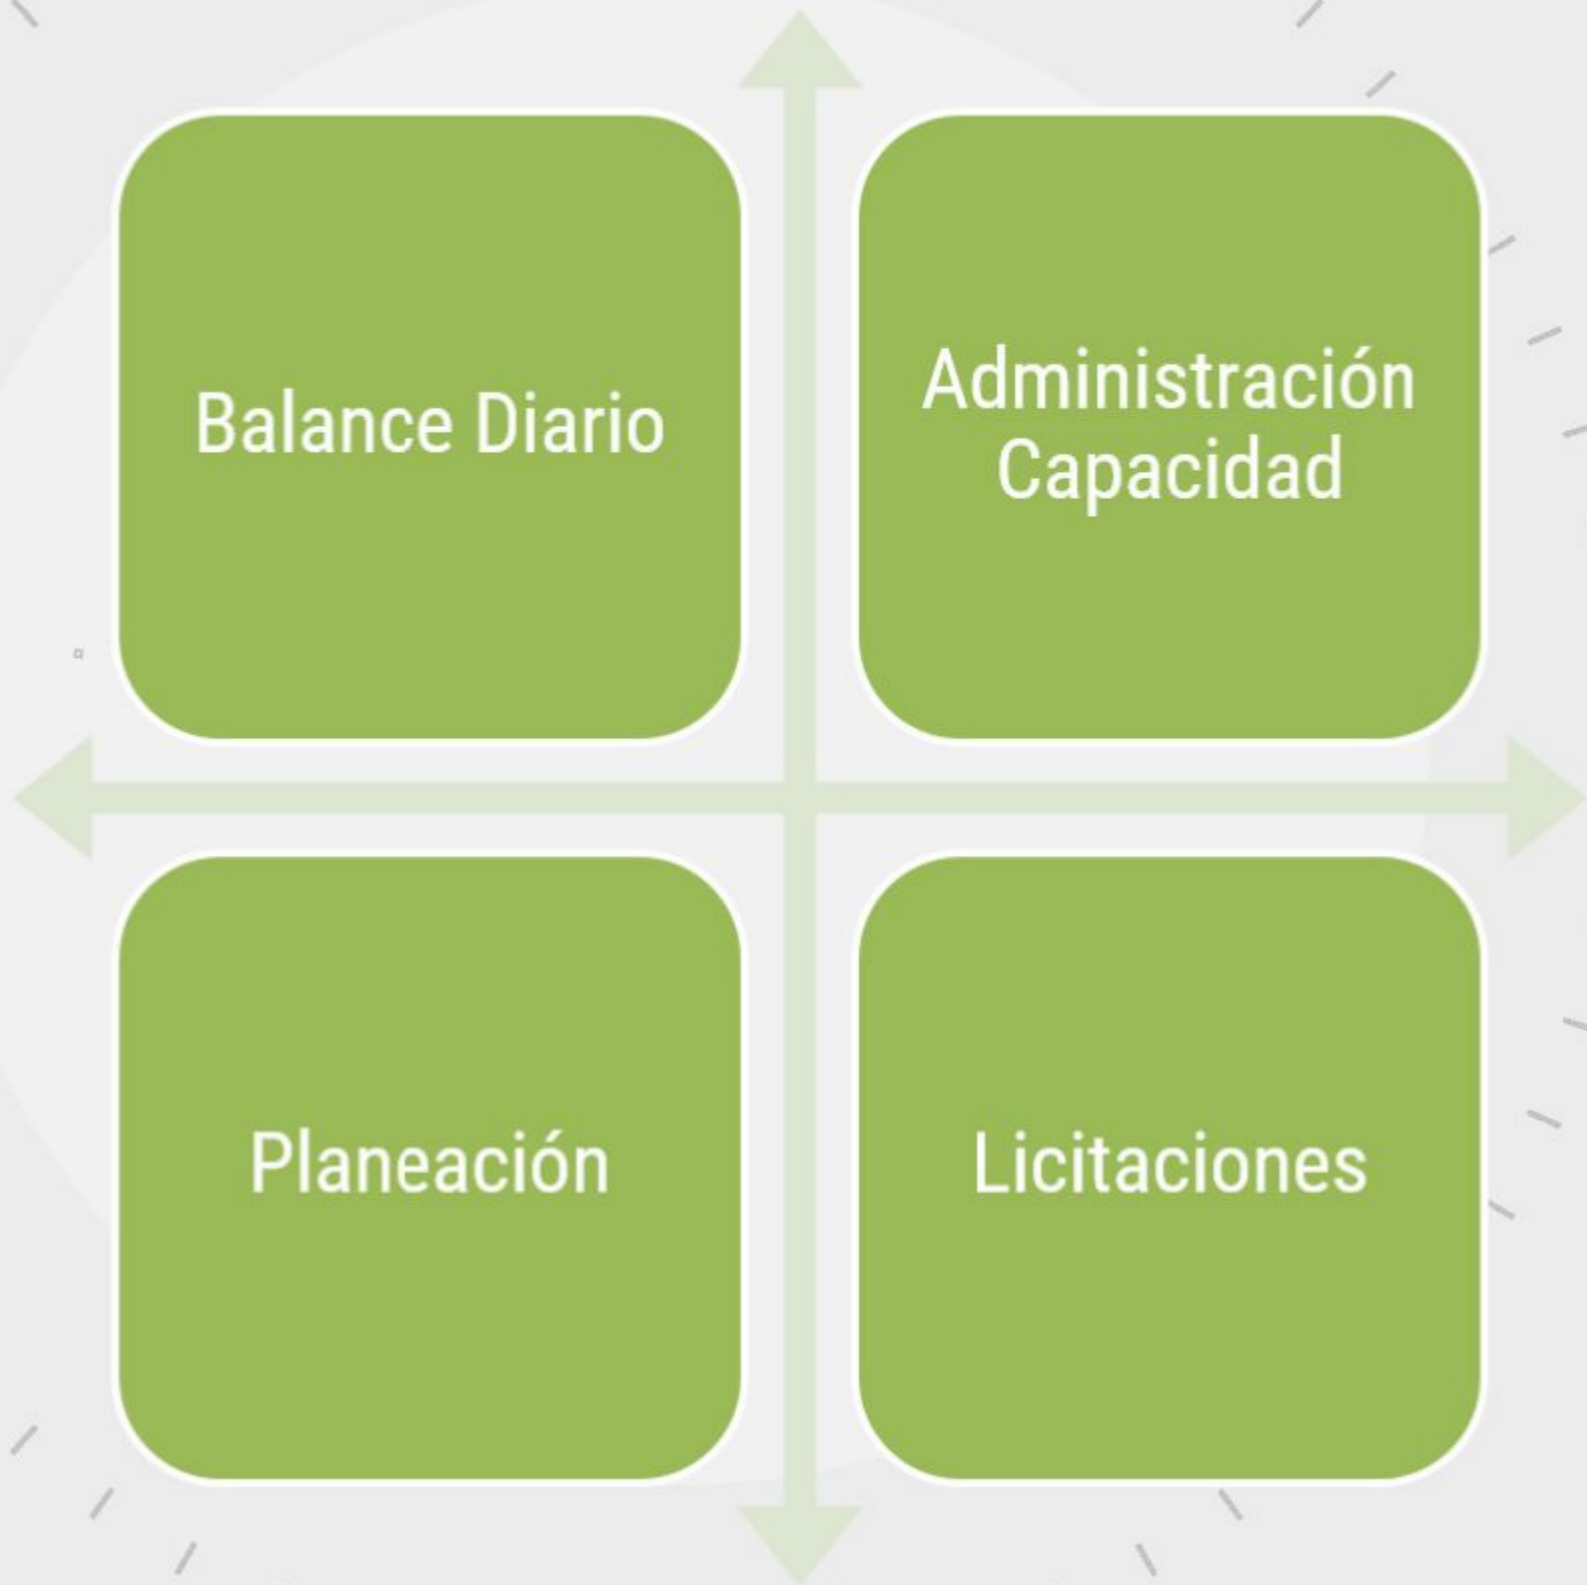 Balance Diario
Administración
Capacidad
Planeación
Licitaciones